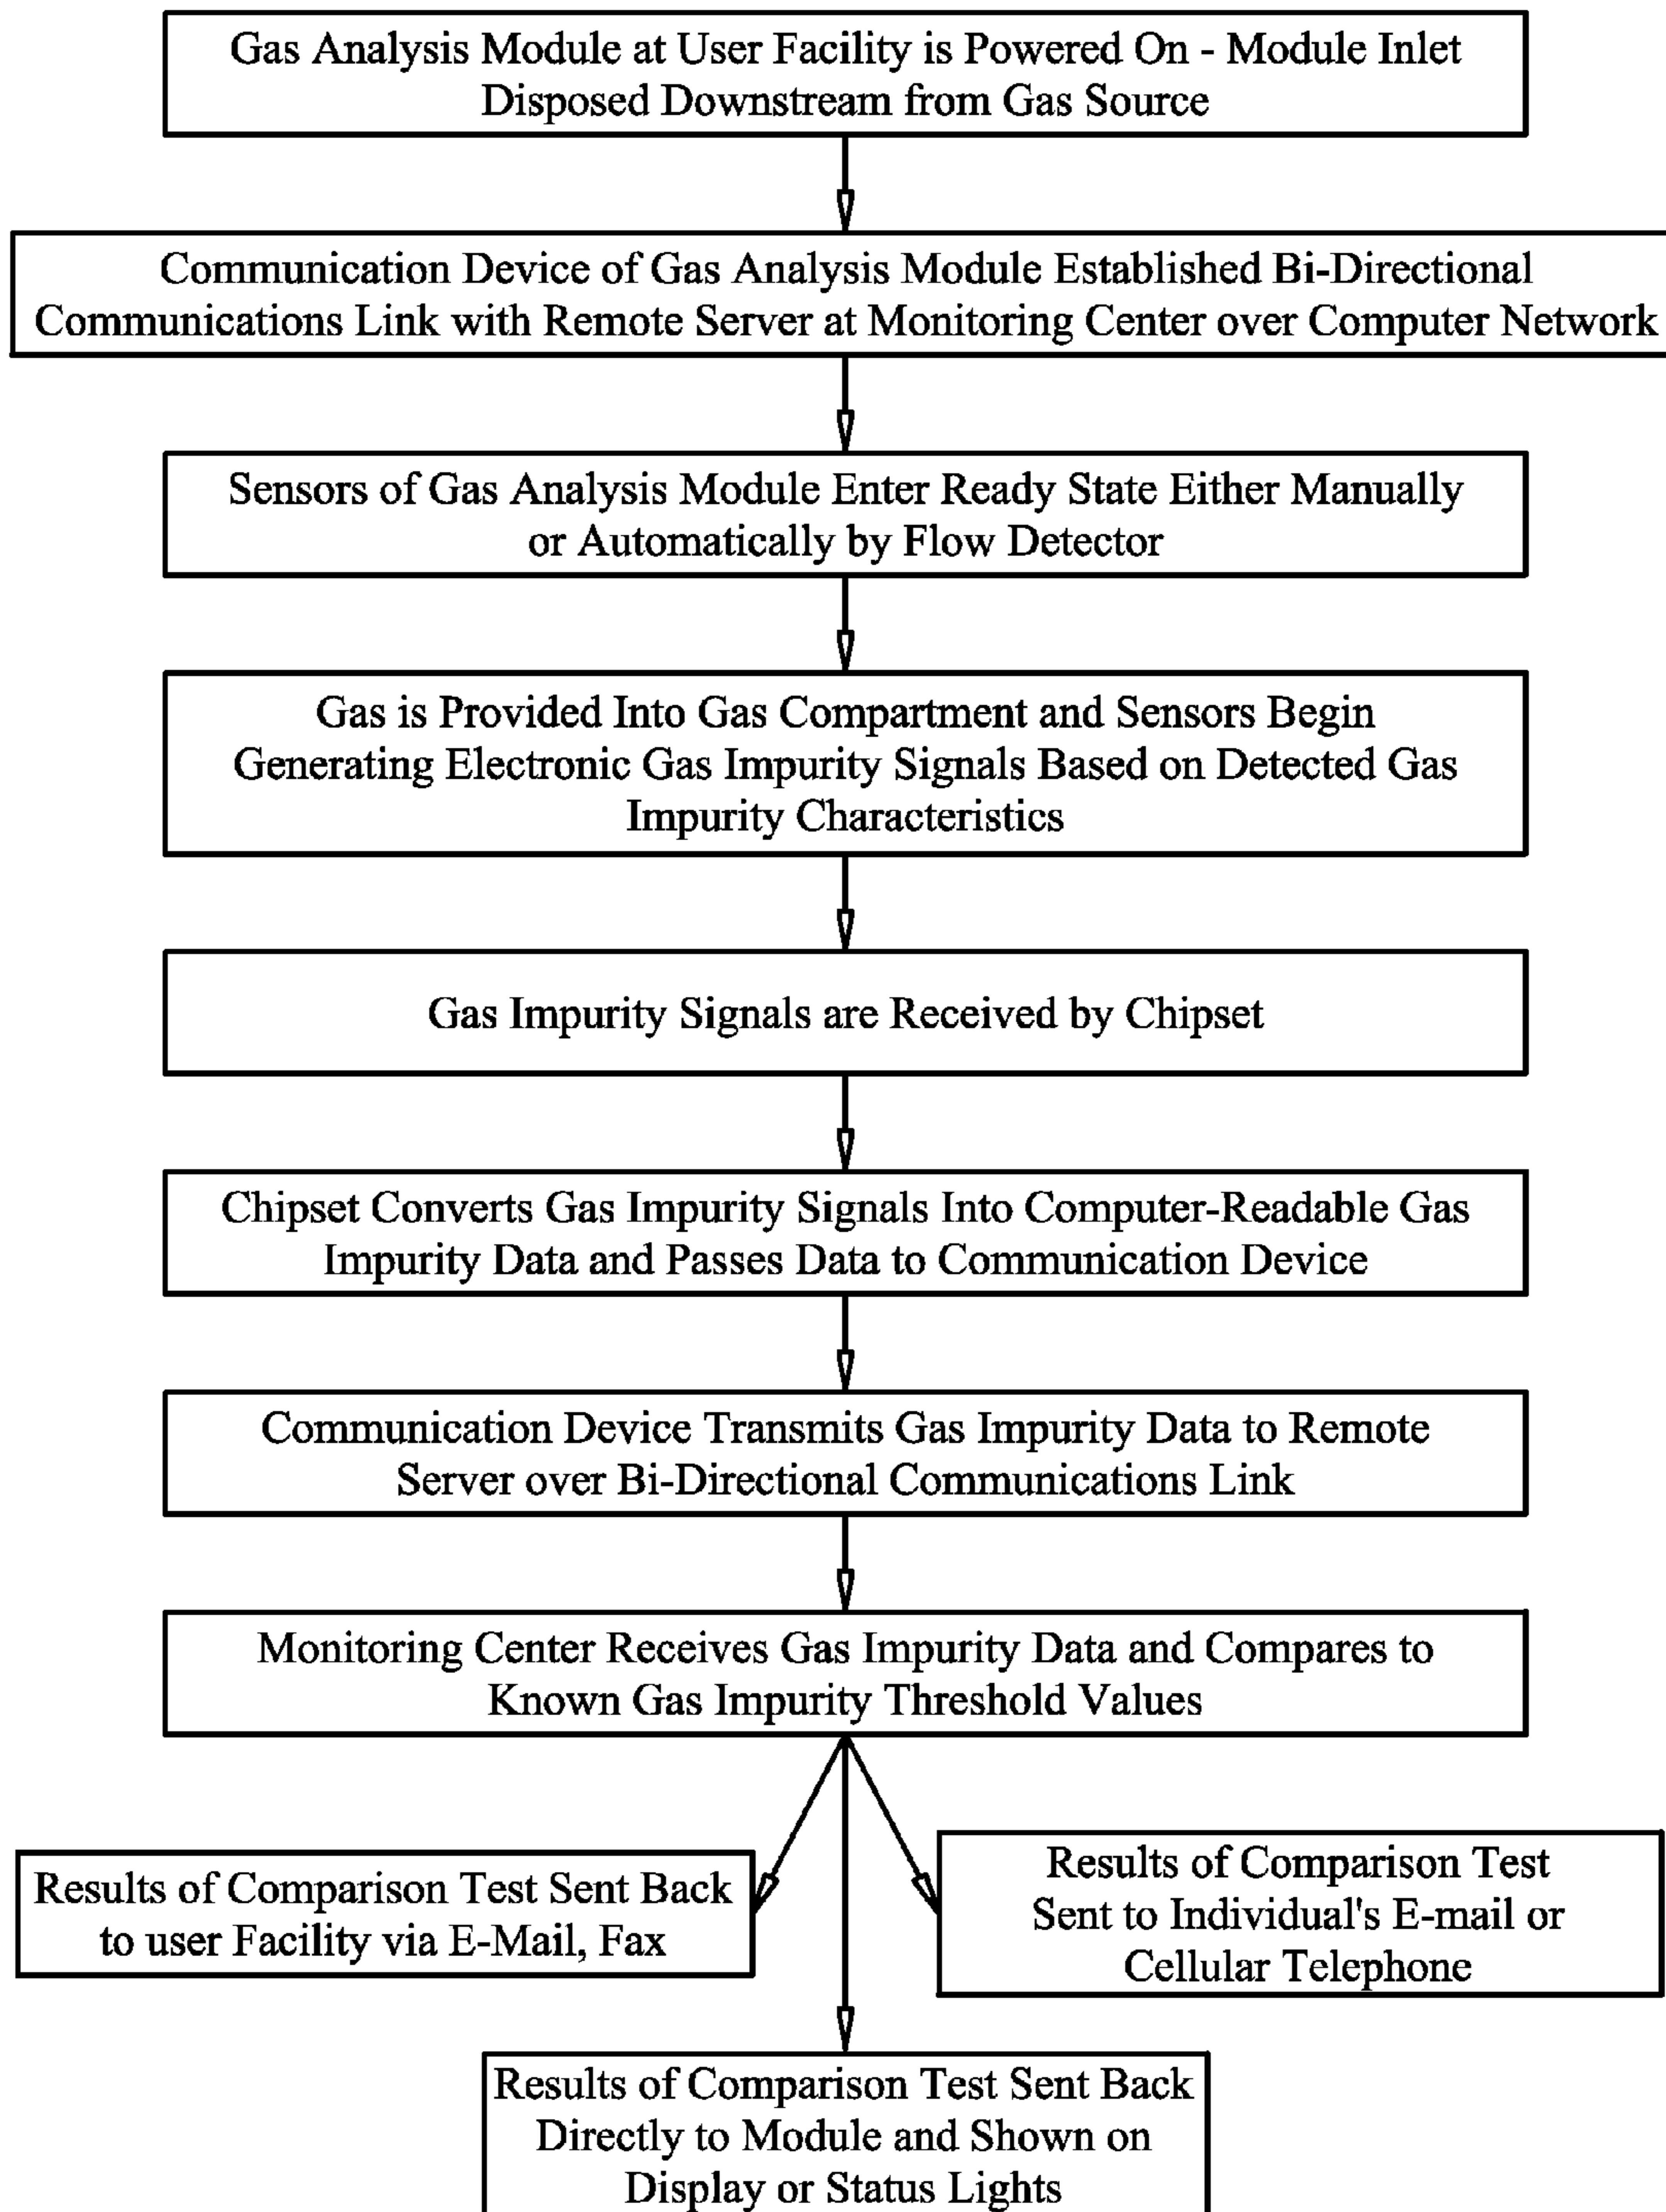 Gas Analysis Module at User Facility is Powered On - Module Inlet
Disposed Downstream from Gas Source
Communication Device of Gas Analysis Module Established Bi-Directional
Communications Link with Remote Server at Monitoring Center over Computer Network
Sensors of Gas Analysis Module Enter Ready State Either Manually
or Automatically by Flow Detector
Gas is Provided Into Gas Compartment and Sensors Begin
Generating Electronic Gas Impurity Signals Based on Detected Gas
Impurity Characteristics
Gas Impurity Signals are Received by Chipset
Chipset Converts Gas Impurity Signals Into Computer-Readable Gas
Impurity Data and Passes Data to Communication Device
Communication Device Transmits Gas Impurity Data to Remote
Server over Bi-Directional Communications Link
Monitoring Center Receives Gas Impurity Data and Compares to
Known Gas Impurity Threshold Values
Results of Comparison Test Sent Back
to user Facility via E-Mail, Fax
Results of Comparison Test
Sent to Individual's E-mail or
Cellular Telephone
Results of Comparison Test Sent Back
Directly to Module and Shown on
Display or Status Lights